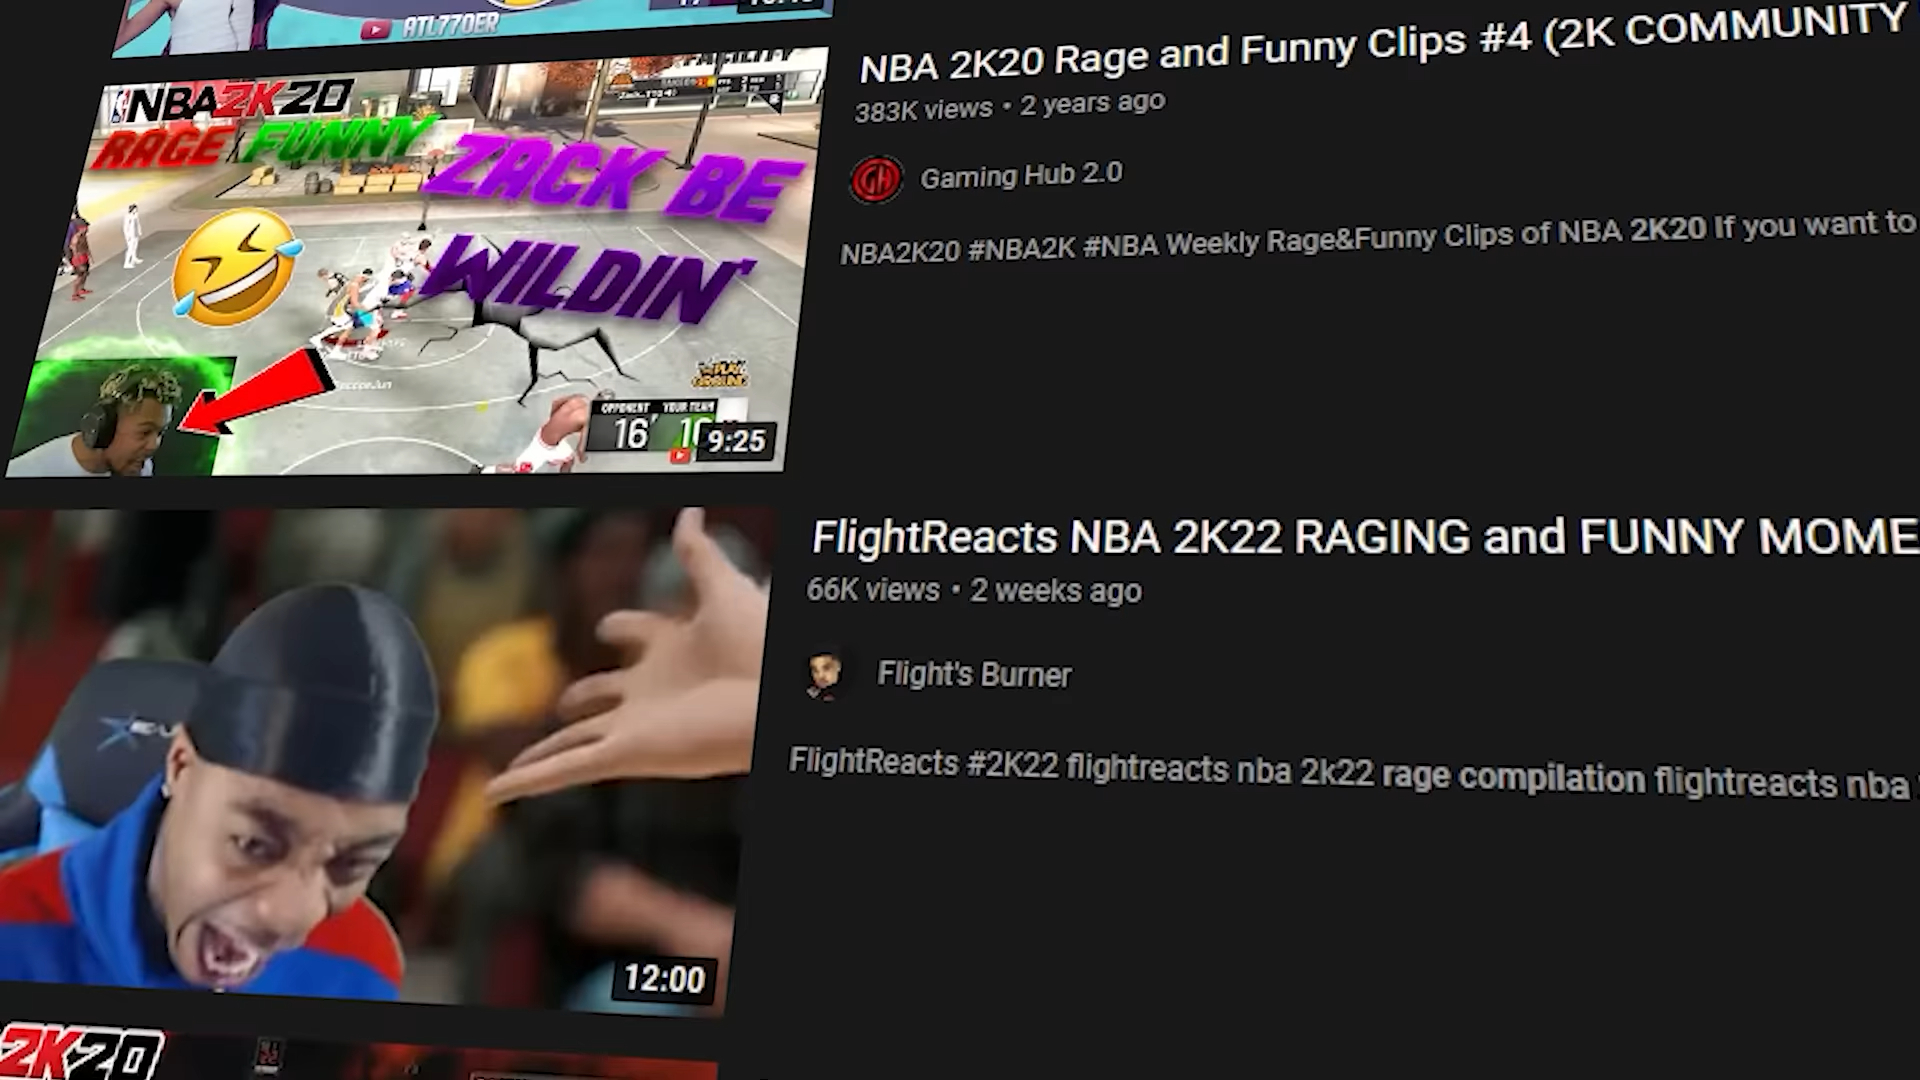 ATL770ER
NBA 2K20 Rage and Funny Clips #4 (2K COMMUNITY
383K views • 2 years ago
Gaming Hub 2.0
NBA2K20 #NBA2K #NBA Weekly Rage&Funny Clips of NBA 2K20 If you want to
NBA2K20
RAGE/FUNNY
ZACK BE
WILDIN'
OPPONENT YOUR TEAM
16
9:25
GH
FlightReacts NBA 2K22 RAGING and FUNNY MOME
66K views • 2 weeks ago
Flight's Burner
FlightReacts #2K22 flightreacts nba 2k22 rage compilation flightreacts nba
12:00
2K20